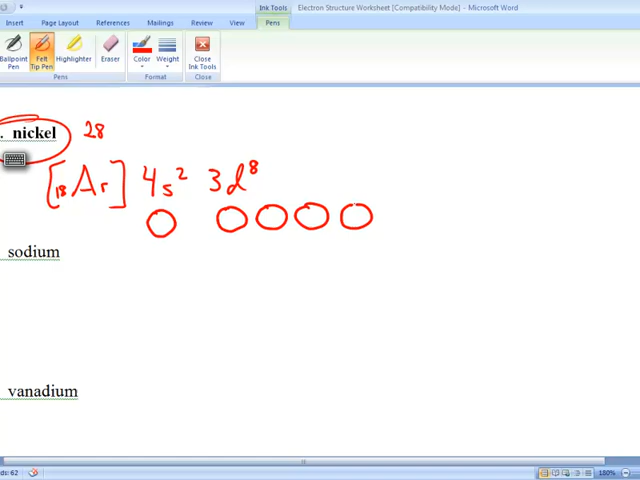 Ink Tools
Electron Structure Worksheet [Compatibility Mode] - Microsoft Word
Insert Page Layout References Mailings Review View Pens
Ballpoint Pen
Felt Tip Pen
Highlighter
Eraser
Color
Weight
Close Ink Tools
Pens Format Close
. nickel 28
[18Ar] 4s² 3d⁸
sodium
vanadium
ds: 62
180%